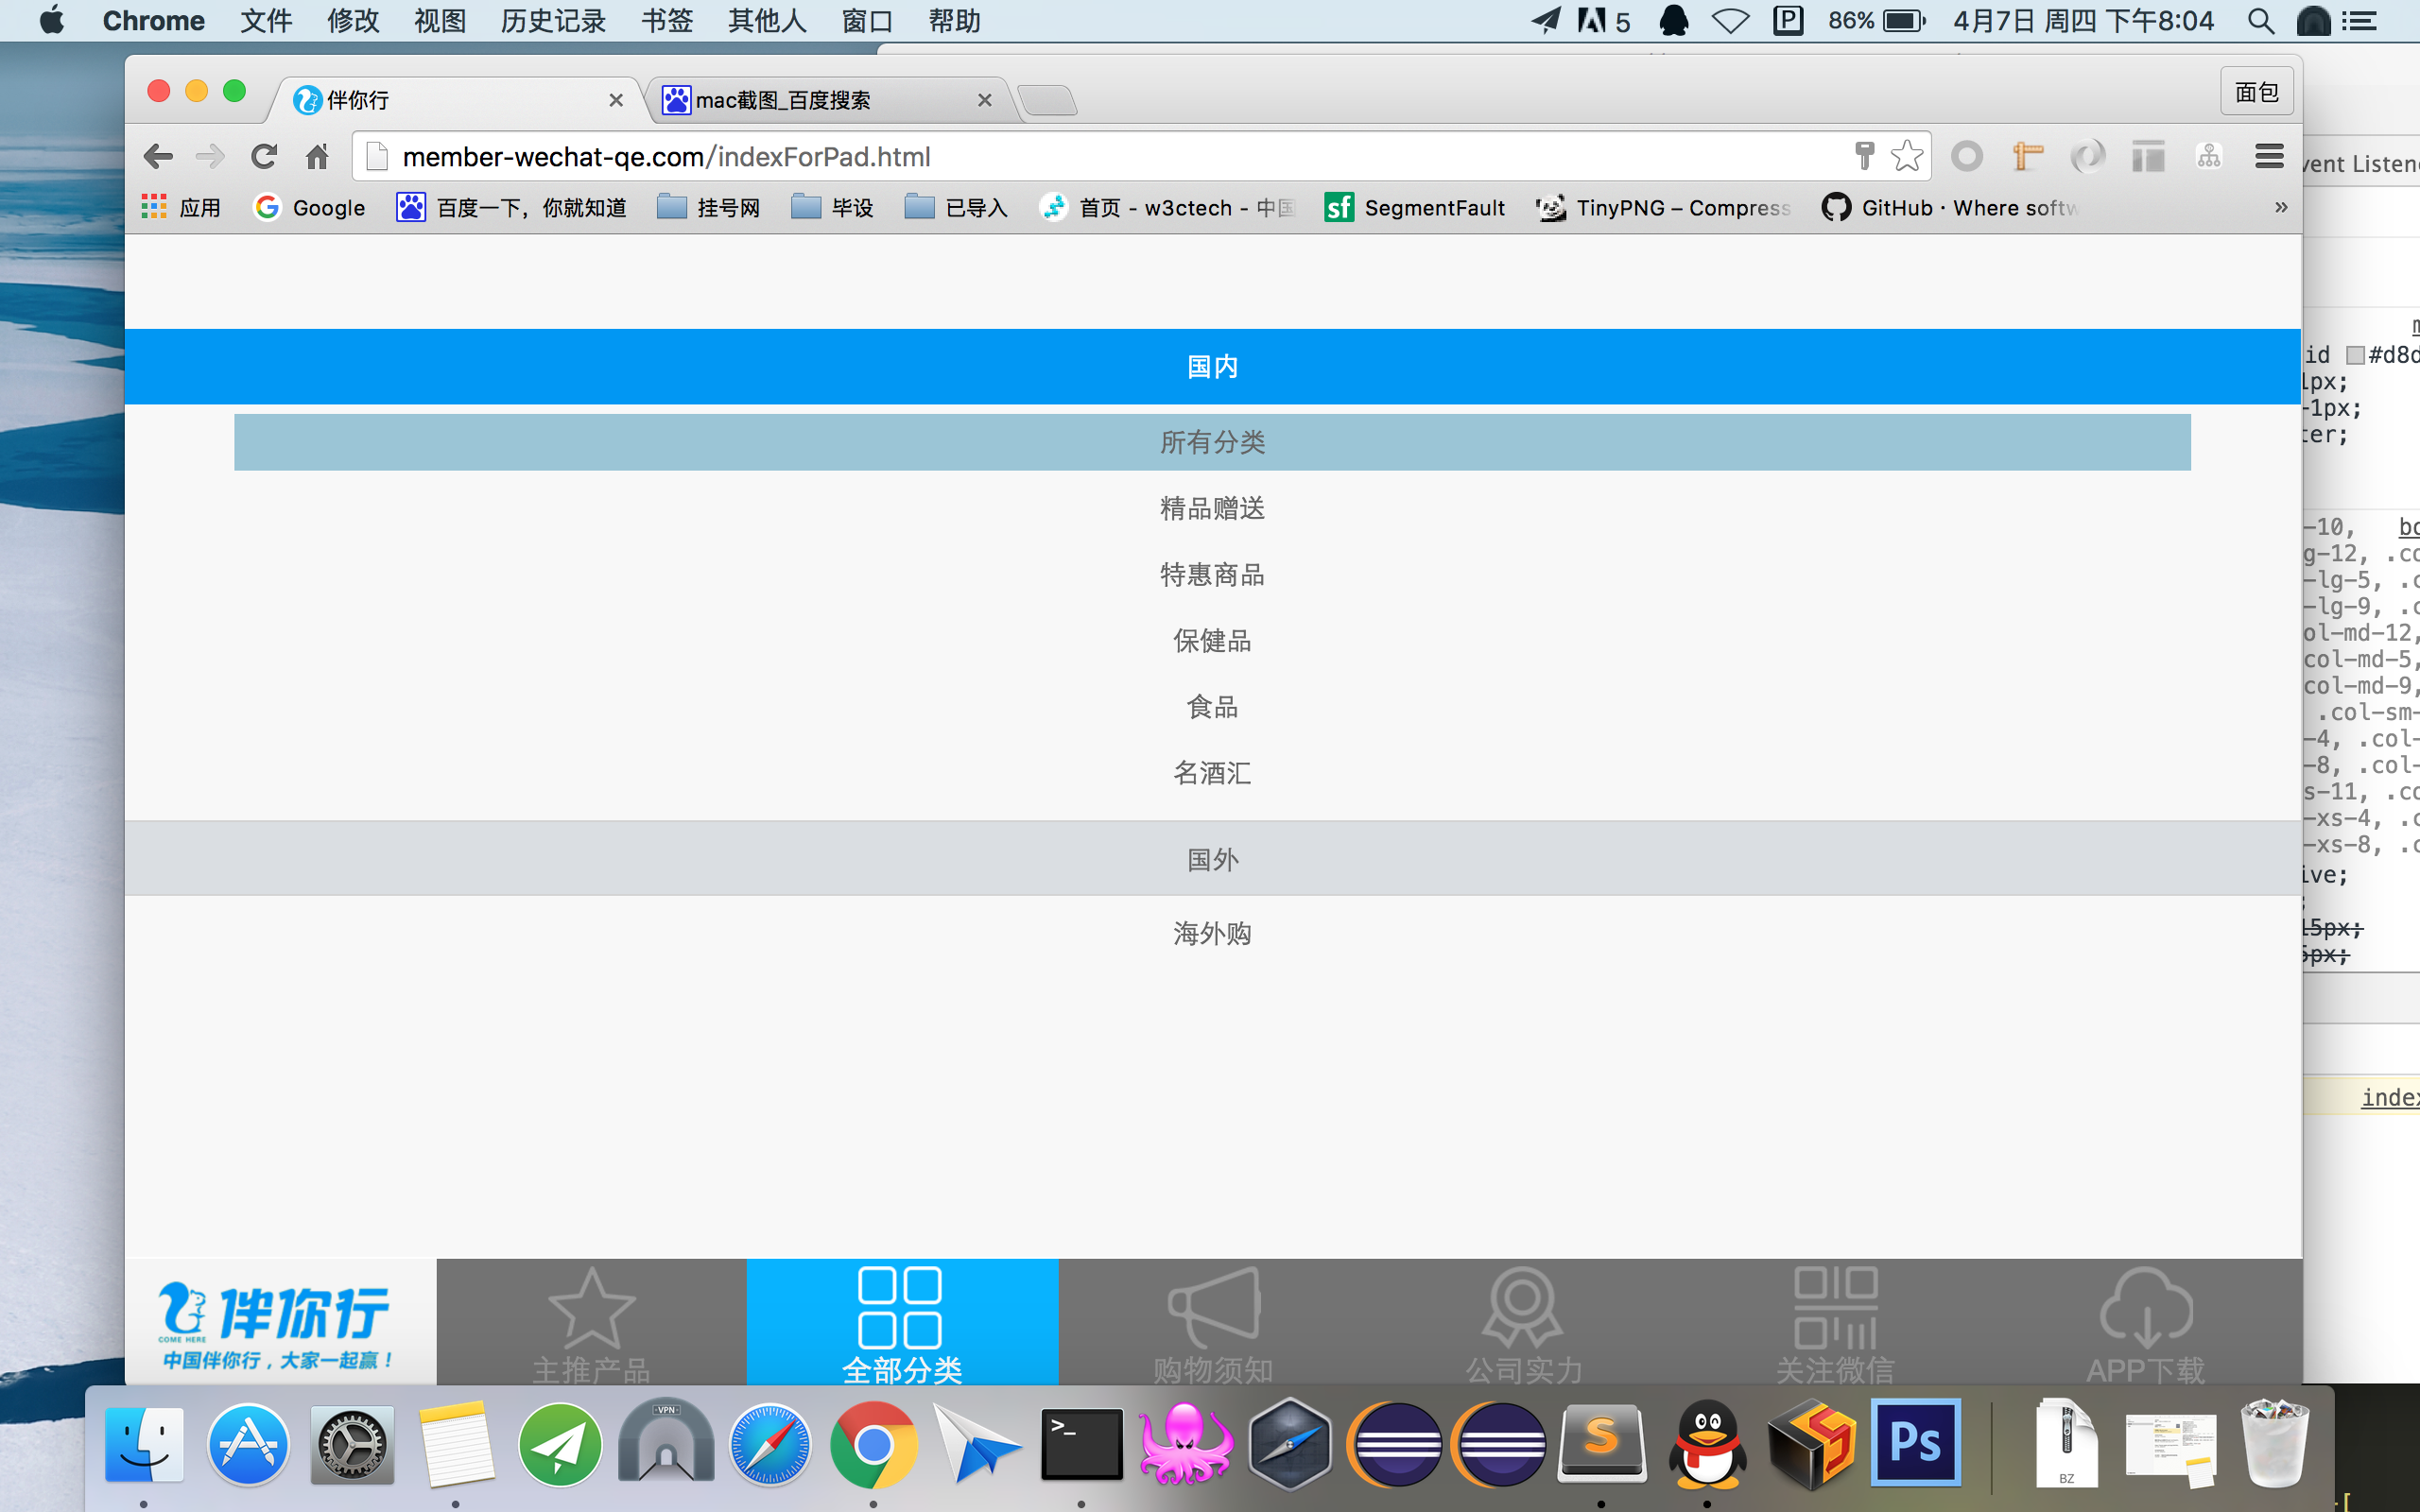 Chrome 文件 修改 视图 历史记录 书签 其他人 窗口 帮助 5 P 86% 4月7日 周四 下午8:04
伴你行 mac截图_百度搜索 面包
member-wechat-qe.com/indexForPad.html
应用 Google 百度一下，你就知道 挂号网 毕设 已导入 首页 - w3ctech - 中国 sf SegmentFault TinyPNG – Compress GitHub · Where softw »
vent Listene
国内
id #d8d
1px;
-1px;
ter;
所有分类
精品赠送
特惠商品
保健品
食品
名酒汇
国外
海外购
-10, bo
g-12, .co
-lg-5, .c
-lg-9, .c
ol-md-12,
col-md-5,
col-md-9,
.col-sm-
-4, .col-
-8, .col-
s-11, .co
-xs-4, .c
-xs-8, .c
ive;
15px;
5px;
index
伴你行
COME HERE
中国伴你行，大家一起赢！
主推产品 全部分类 购物须知 公司实力 关注微信 APP下载
VPN >_ S Ps BZ